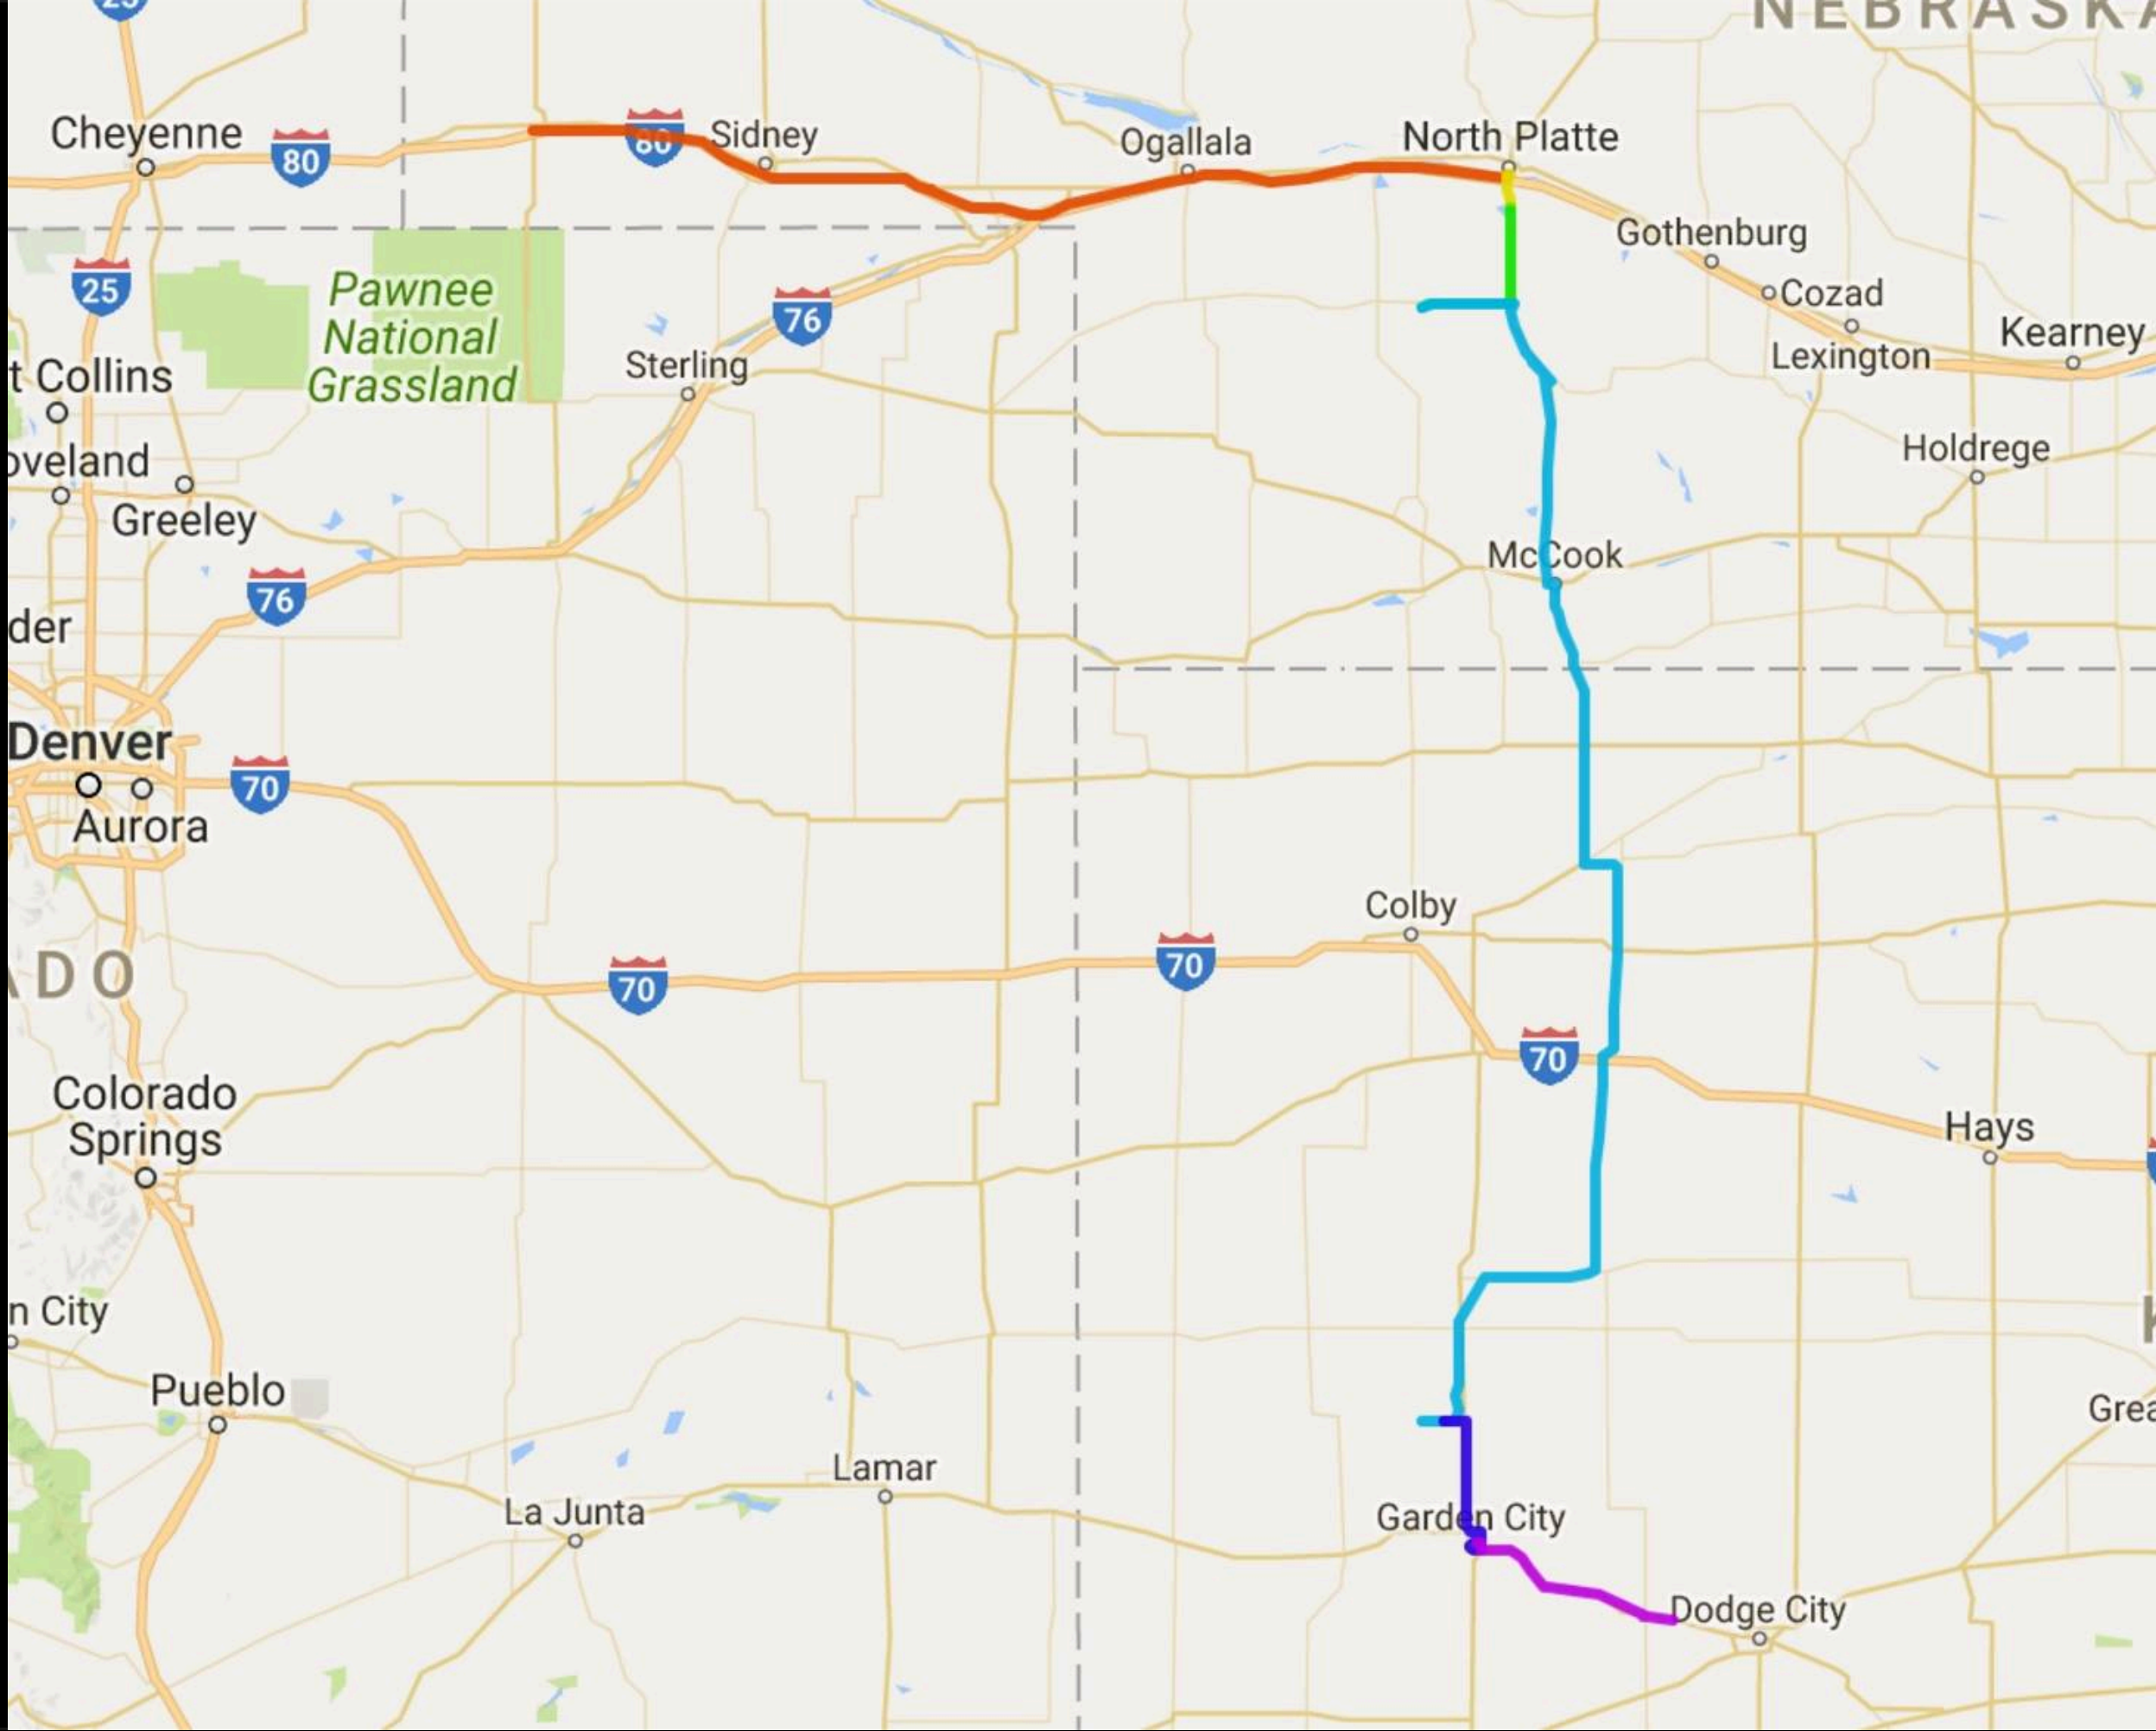 25
NEBRASKA
Cheyenne
80
80
Sidney
Ogallala
North Platte
Gothenburg
25
Pawnee
National
Grassland
76
Cozad
Kearney
Lexington
Sterling
t Collins
Holdrege
oveland
Greeley
McCook
76
der
Denver
70
Aurora
Colby
ADO
70
70
70
Colorado
Springs
Hays
n City
K
Pueblo
Grea
Lamar
La Junta
Garden City
Dodge City